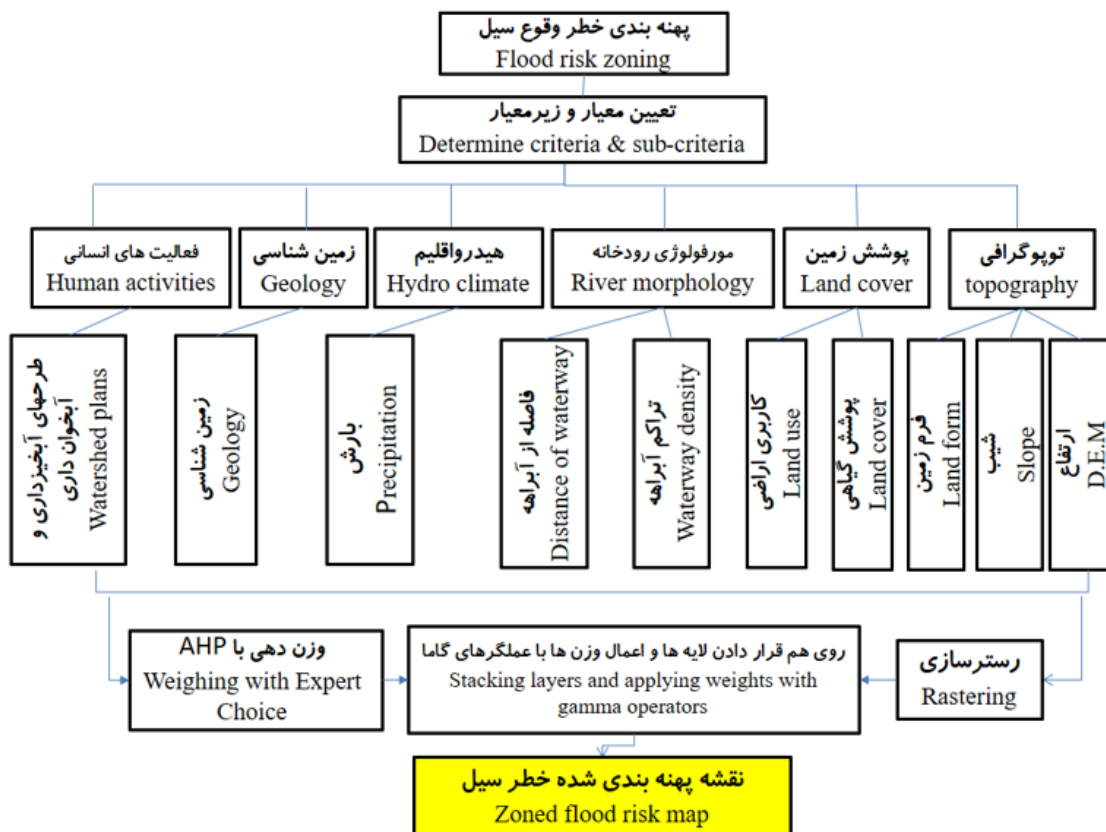 پهنه بندی خطر وقوع سیل
Flood risk zoning
تعیین معیار و زیرمعیار
Determine criteria & sub-criteria
فعالیت های انسانی
Human activities
زمین شناسی
Geology
هیدرواقلیم
Hydro climate
مورفولوژی رودخانه
River morphology
پوشش زمین
Land cover
توپوگرافی
topography
طرحهای آبخیزداری و
آبخوان داری
Watershed plans
زمین شناسی
Geology
بارش
Precipitation
فاصله از آبراهه
Distance of waterway
تراکم آبراهه
Waterway density
کاربری اراضی
Land use
پوشش گیاهی
Land cover
فرم زمین
Land form
شیب
Slope
ارتفاع
D.E.M
وزن دهی با AHP
Weighing with Expert
Choice
روی هم قرار دادن لایه ها و اعمال وزن ها با عملگرهای گاما
Stacking layers and applying weights with
gamma operators
رسترسازی
Rastering
نقشه پهنه بندی شده خطر سیل
Zoned flood risk map